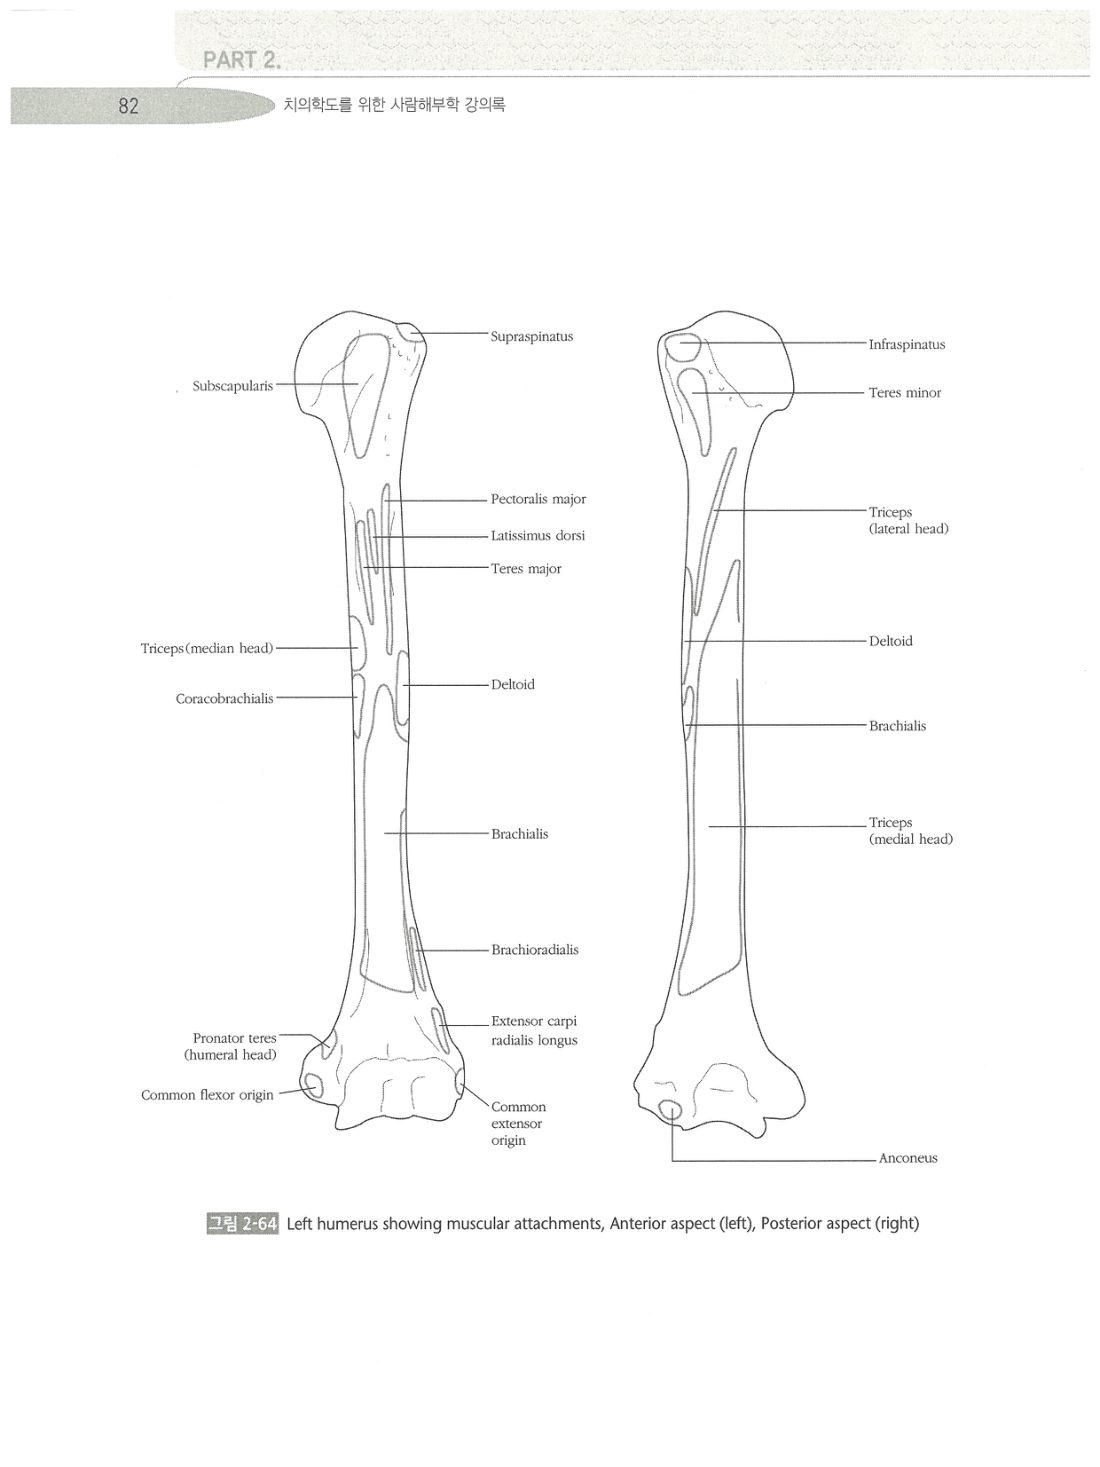 PART 2.
82
치의학도를 위한 사람해부학 강의록
Supraspinatus
Subscapularis
Pectoralis major
Latissimus dorsi
Teres major
Triceps(median head)
Coracobrachialis
Deltoid
Brachialis
Brachioradialis
Extensor carpi
radialis longus
Pronator teres
(humeral head)
Common flexor origin
Common
extensor
origin
Infraspinatus
Teres minor
Triceps
(lateral head)
Deltoid
Brachialis
Triceps
(medial head)
Anconeus
그림 2-64 Left humerus showing muscular attachments, Anterior aspect (left), Posterior aspect (right)